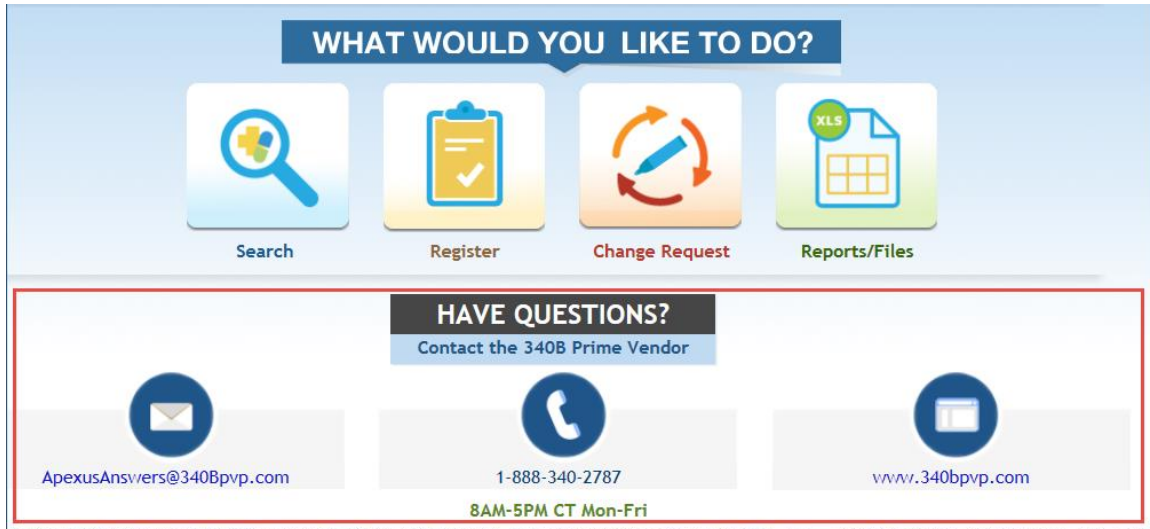 WHAT WOULD YOU LIKE TO DO?
XLS
Search
Register
Change Request
Reports/Files
HAVE QUESTIONS?
Contact the 340B Prime Vendor
ApexusAnswers@340Bpvp.com
1-888-340-2787
www.340bpvp.com
8AM-5PM CT Mon-Fri